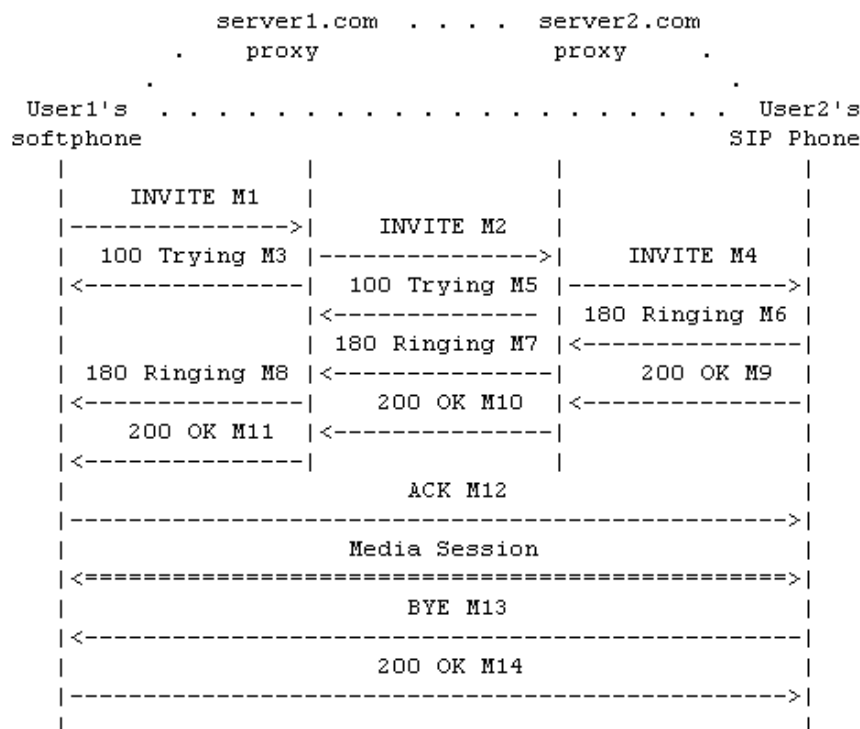 server1.com . . . . server2.com
. proxy proxy .
. .
User1's . . . . . . . . . . . . . . . . . . . . User2's
softphone SIP Phone
| | | |
| INVITE M1 | | |
|--------------->| INVITE M2 | |
| 100 Trying M3 |--------------->| INVITE M4 |
|<---------------| 100 Trying M5 |--------------->|
| |<--------------- | 180 Ringing M6 |
| | 180 Ringing M7 |<---------------|
| 180 Ringing M8 |<---------------| 200 OK M9 |
|<---------------| 200 OK M10 |<---------------|
| 200 OK M11 |<---------------| |
|<---------------| | |
| ACK M12 |
|------------------------------------------------->|
| Media Session |
|<================================================>|
| BYE M13 |
|<-------------------------------------------------|
| 200 OK M14 |
|------------------------------------------------->|
| |